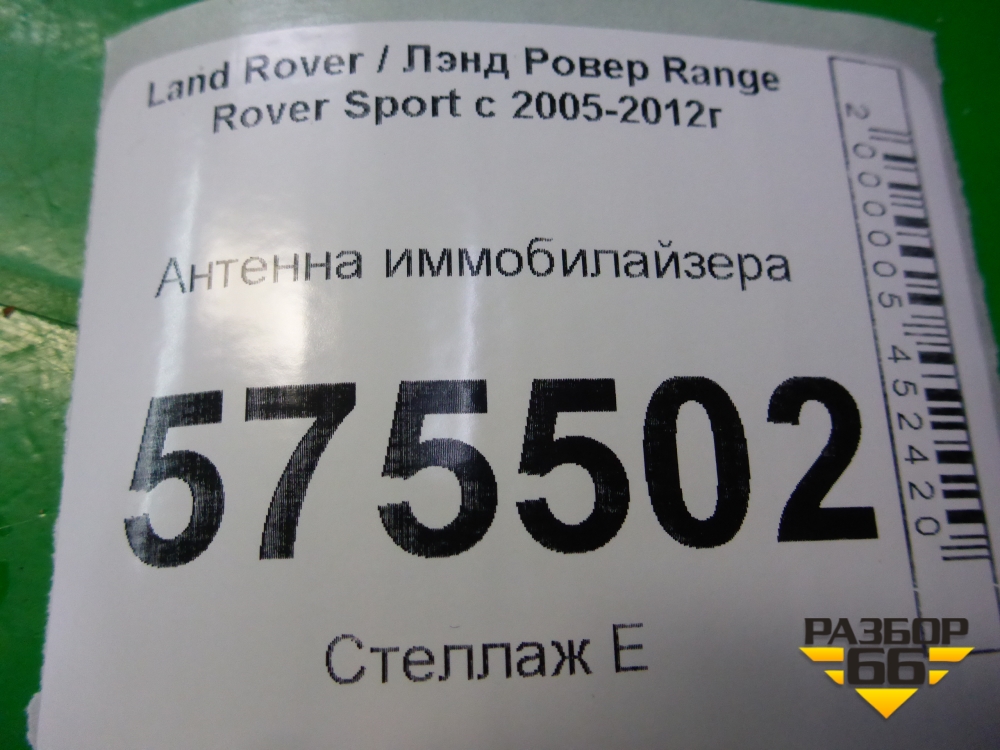 Land Rover / Лэнд Ровер Range
Rover Sport с 2005-2012г
Антенна иммобилайзера
575502
Стеллаж Е
2000005452420
РАЗБОР
66